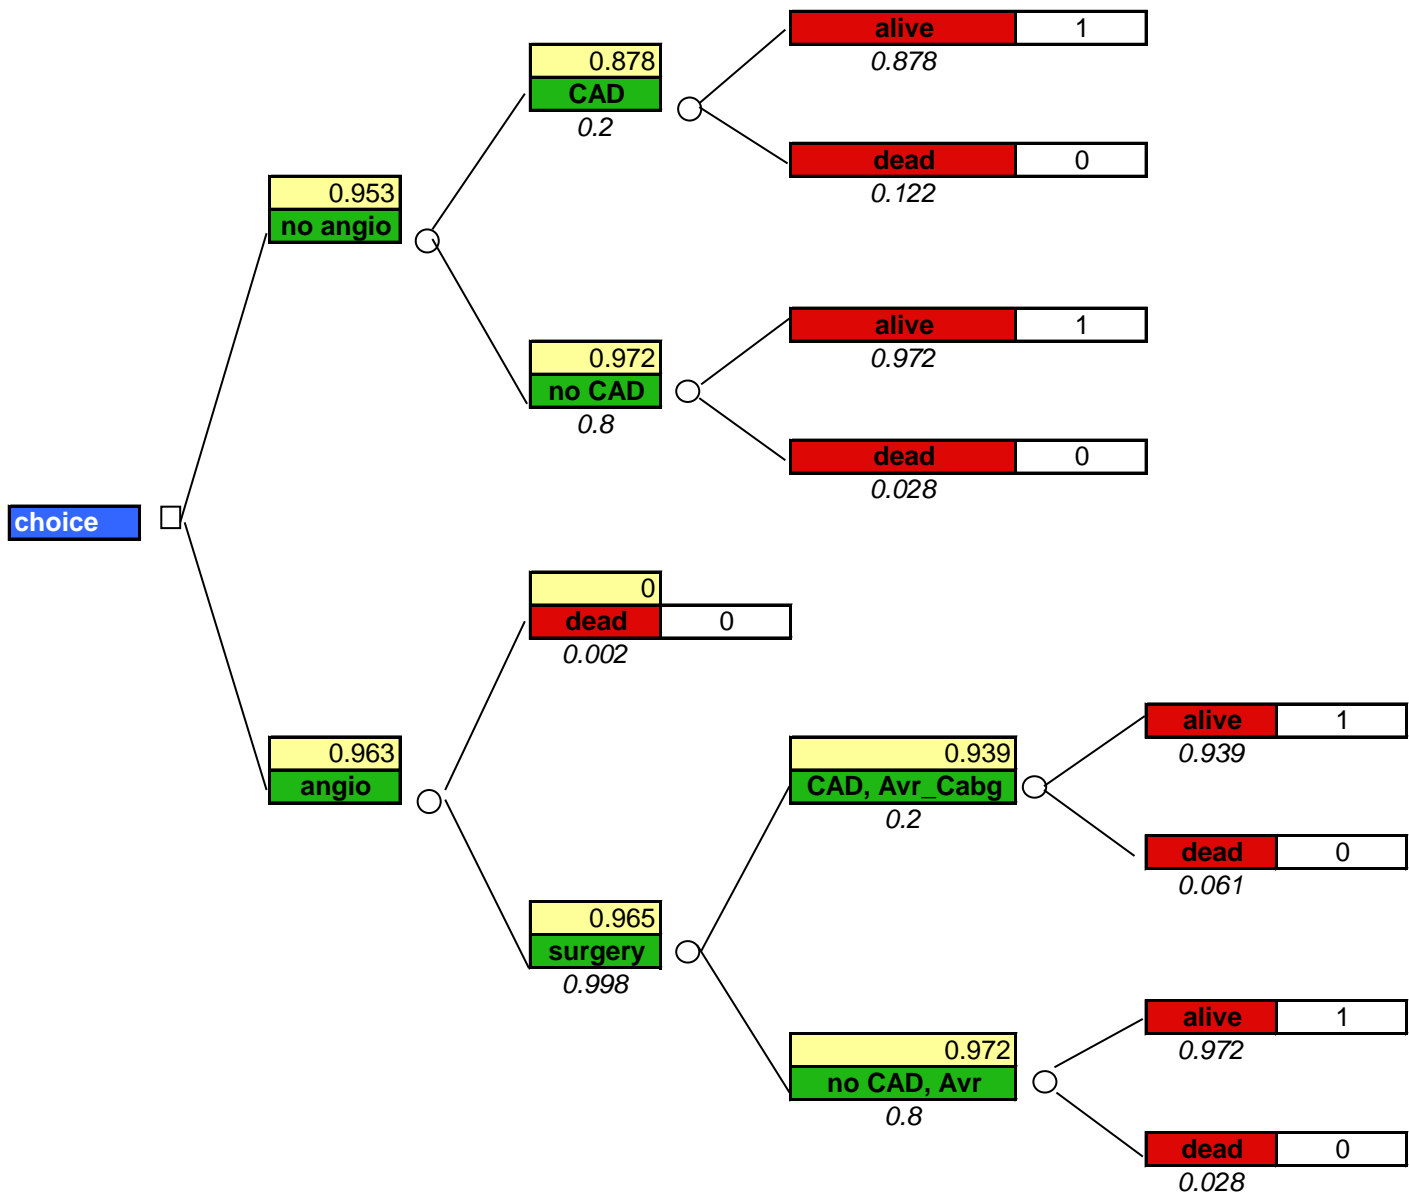 alive 1
0.878
0.878
CAD
0.2
dead 0
0.122
0.953
no angio
alive 1
0.972
0.972
no CAD
0.8
dead 0
0.028
choice
0
dead 0
0.002
alive 1
0.939
0.963
angio
0.939
CAD, Avr_Cabg
0.2
dead 0
0.061
0.965
surgery
0.998
alive 1
0.972
0.972
no CAD, Avr
0.8
dead 0
0.028